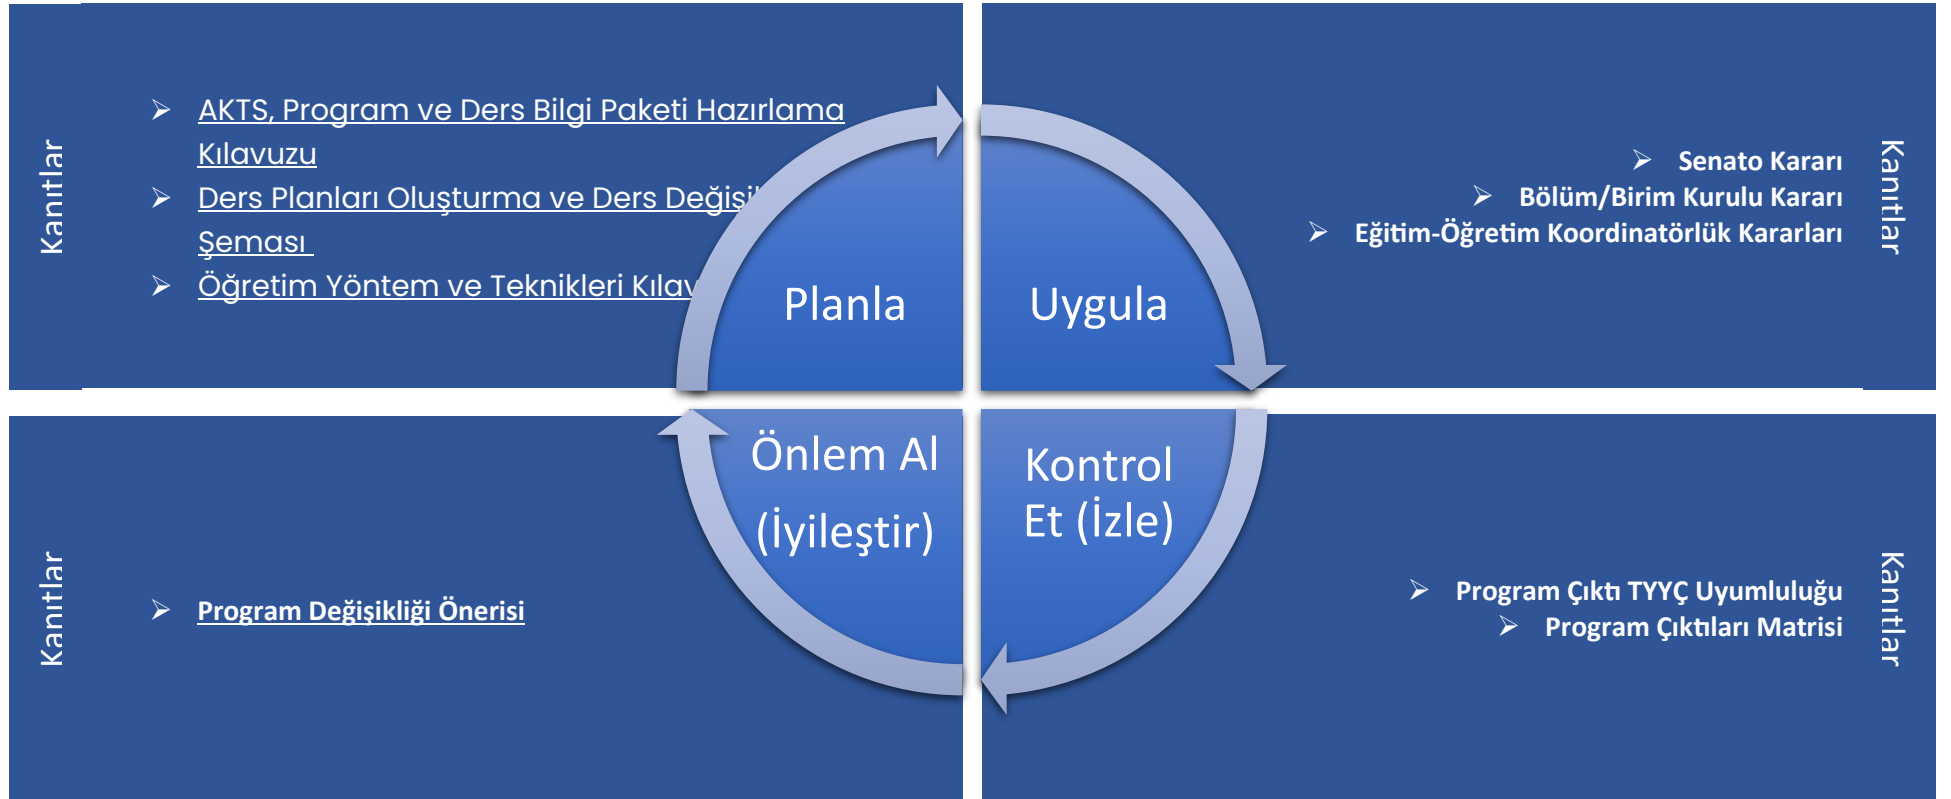 Kanıtlar
➢ AKTS, Program ve Ders Bilgi Paketi Hazırlama
Kılavuzu
➢ Ders Planları Oluşturma ve Ders
Şeması
➢ Öğretim Yöntem ve Teknikleri
Planla
Uygula
➢ Senato Kararı
➢ Bölüm/Birim Kurulu Kararı
➢ Eğitim-Öğretim Koordinatörlük Kararları
Kanıtlar
Kanıtlar
➢ Program Değişikliği Önerisi
Önlem Al
(İyileştir)
Kontrol
Et (İzle)
➢ Program Çıktı TYYÇ Uyumluluğu
➢ Program Çıktıları Matrisi
Kanıtlar